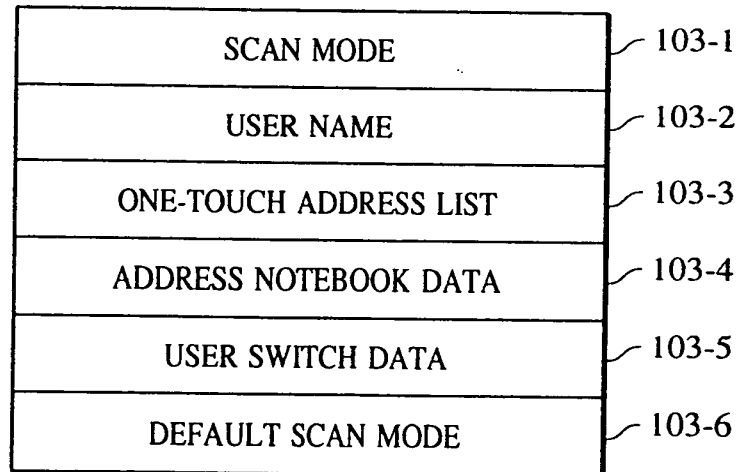 SCAN MODE 103-1
USER NAME 103-2
ONE-TOUCH ADDRESS LIST 103-3
ADDRESS NOTEBOOK DATA 103-4
USER SWITCH DATA 103-5
DEFAULT SCAN MODE 103-6